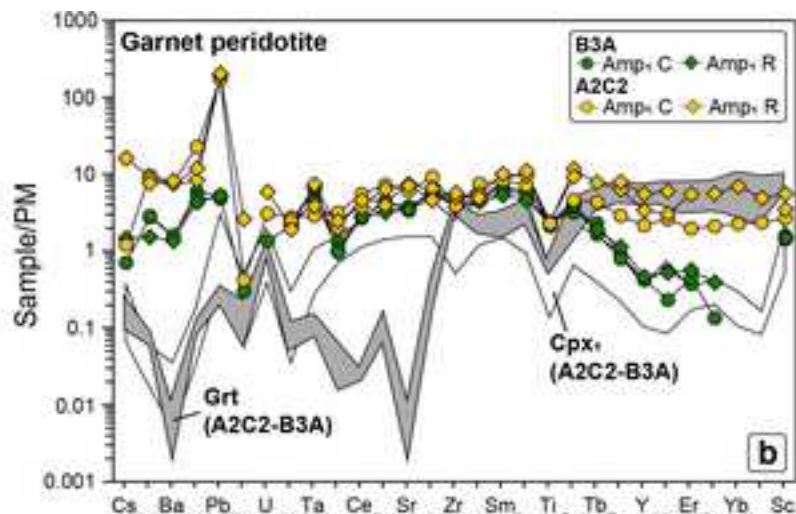 Garnet peridotite
B3A
Amp₁ C Amp₁ R
A2C2
Amp₁ C Amp₁ R
1000
100
10
1
0.1
0.01
0.001
Sample/PM
Cpx₁
(A2C2-B3A)
Grt
(A2C2-B3A)
b
Cs Ba Pb U Ta Ce Sr Zr Sm Ti Tb Y Er Yb Sc